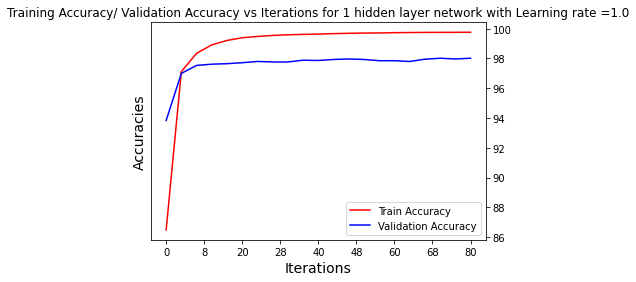 Training Accuracy/ Validation Accuracy vs Iterations for 1 hidden layer network with Learning rate =1.0
Accuracies
100
98
96
94
92
90
88
86
Train Accuracy
Validation Accuracy
0 8 20 28 40 48 60 68 80
Iterations